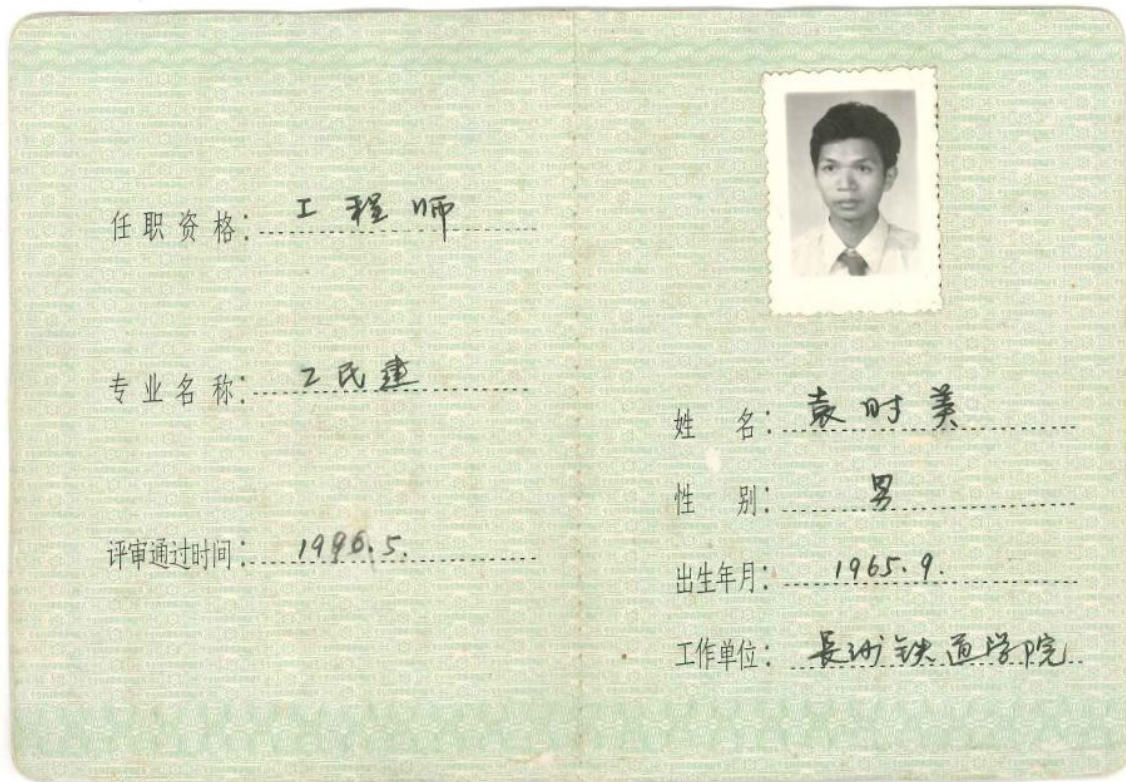 任职资格：工程师
专业名称：工民建
评审通过时间：1996.5.
姓名：袁时美
性别：男
出生年月：1965.9.
工作单位：长沙铁道学院